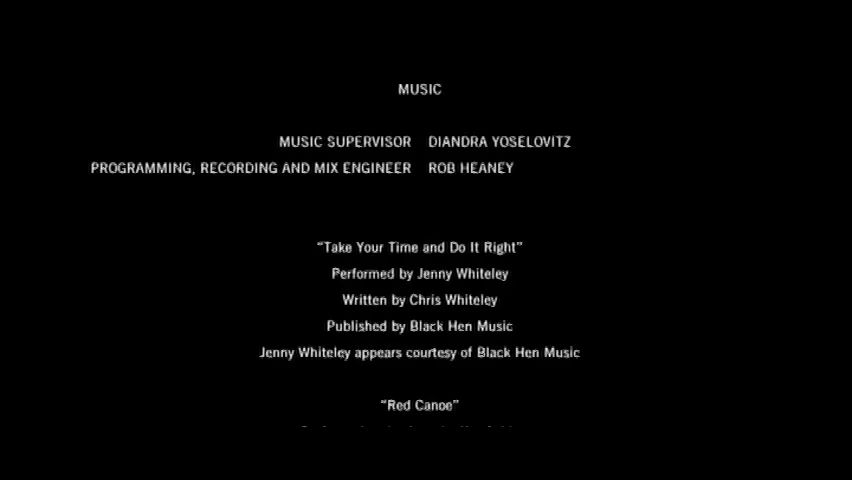 MUSIC
MUSIC SUPERVISOR DIANDRA YOSELOVITZ
PROGRAMMING, RECORDING AND MIX ENGINEER ROB HEANEY
“Take Your Time and Do It Right”
Performed by Jenny Whiteley
Written by Chris Whiteley
Published by Black Hen Music
Jenny Whiteley appears courtesy of Black Hen Music
“Red Canoe”